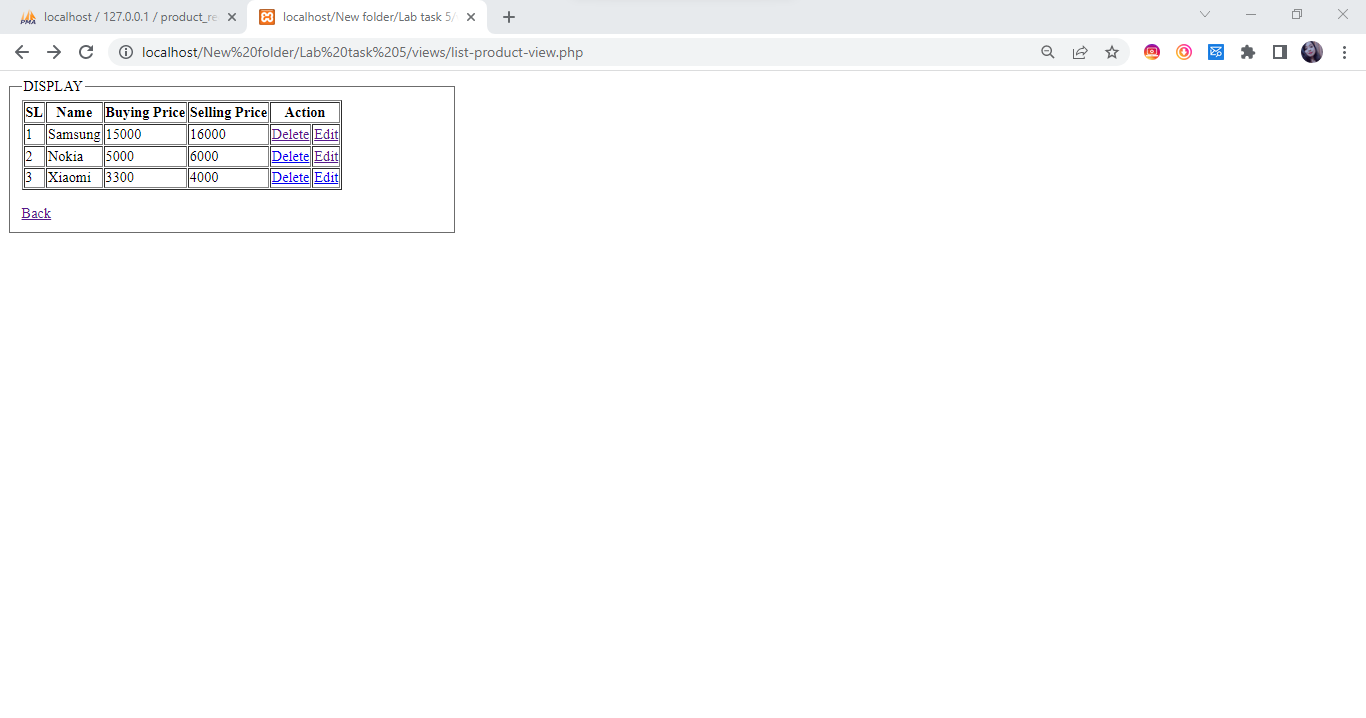 localhost / 127.0.0.1 / product_re
localhost/New folder/Lab task 5/
localhost/New%20folder/Lab%20task%205/views/list-product-view.php
DISPLAY
SL Name Buying Price Selling Price Action
1 Samsung 15000 16000 Delete Edit
2 Nokia 5000 6000 Delete Edit
3 Xiaomi 3300 4000 Delete Edit
Back